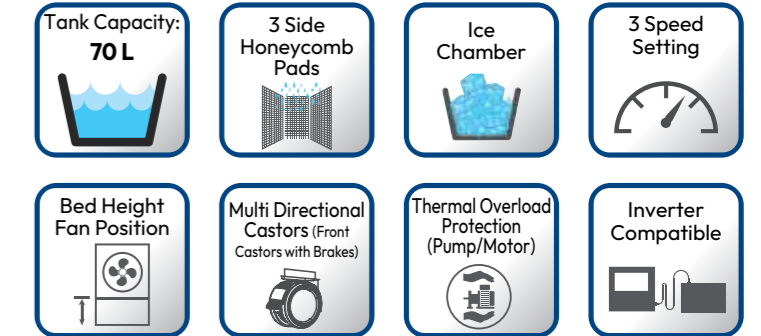 Tank Capacity:
70 L
3 Side
Honeycomb
Pads
Ice
Chamber
3 Speed
Setting
Bed Height
Fan Position
Multi Directional
Castors (Front
Castors with Brakes)
Thermal Overload
Protection
(Pump/Motor)
Inverter
Compatible